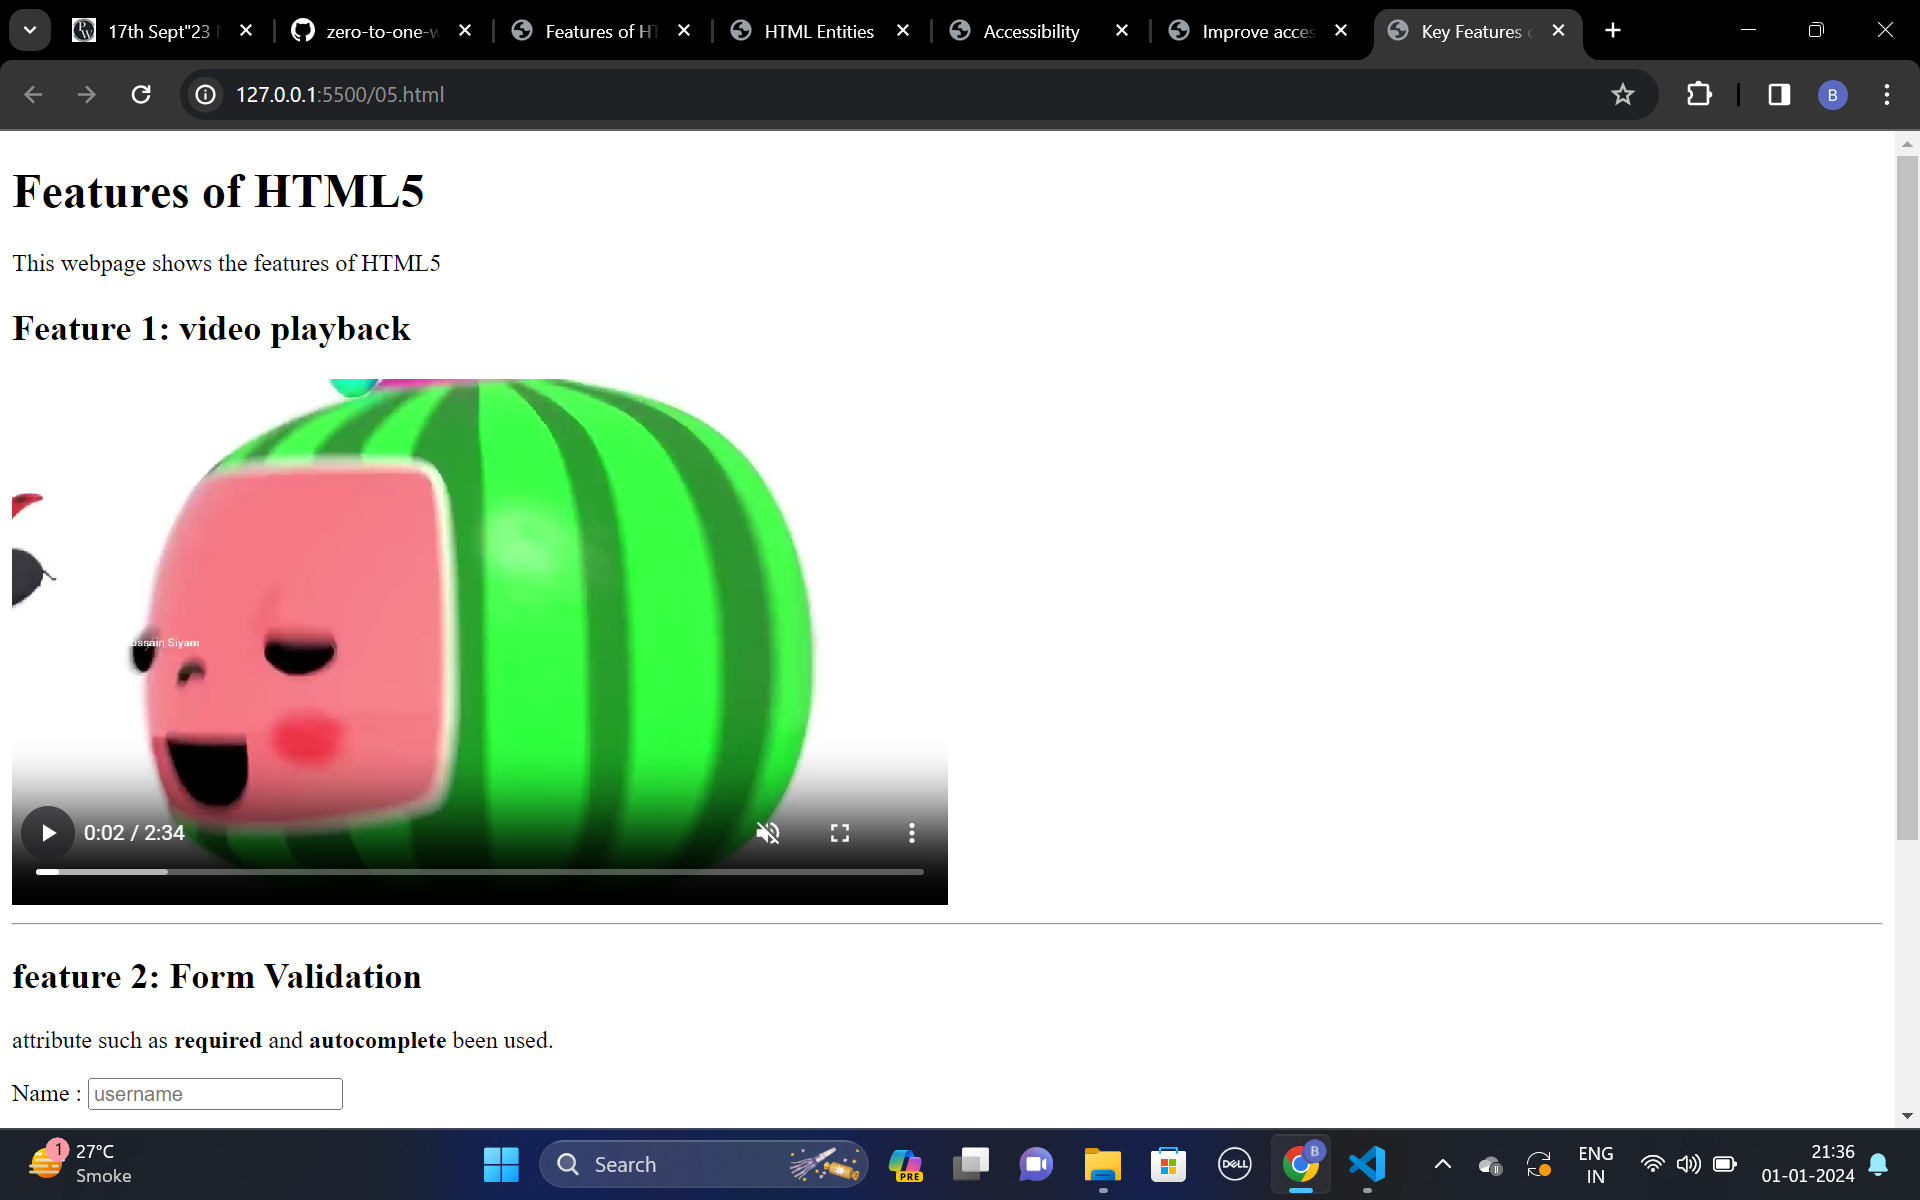 17th Sept"23
zero-to-one-w
Features of HT
HTML Entities
Accessibility
Improve acces
Key Features
127.0.0.1:5500/05.html
B
Features of HTML5
This webpage shows the features of HTML5
Feature 1: video playback
ussain Siyam
0:02 / 2:34
feature 2: Form Validation
attribute such as required and autocomplete been used.
Name : username
1
27°C
Smoke
Search
PRE
DELL
B
ENG
IN
21:36
01-01-2024